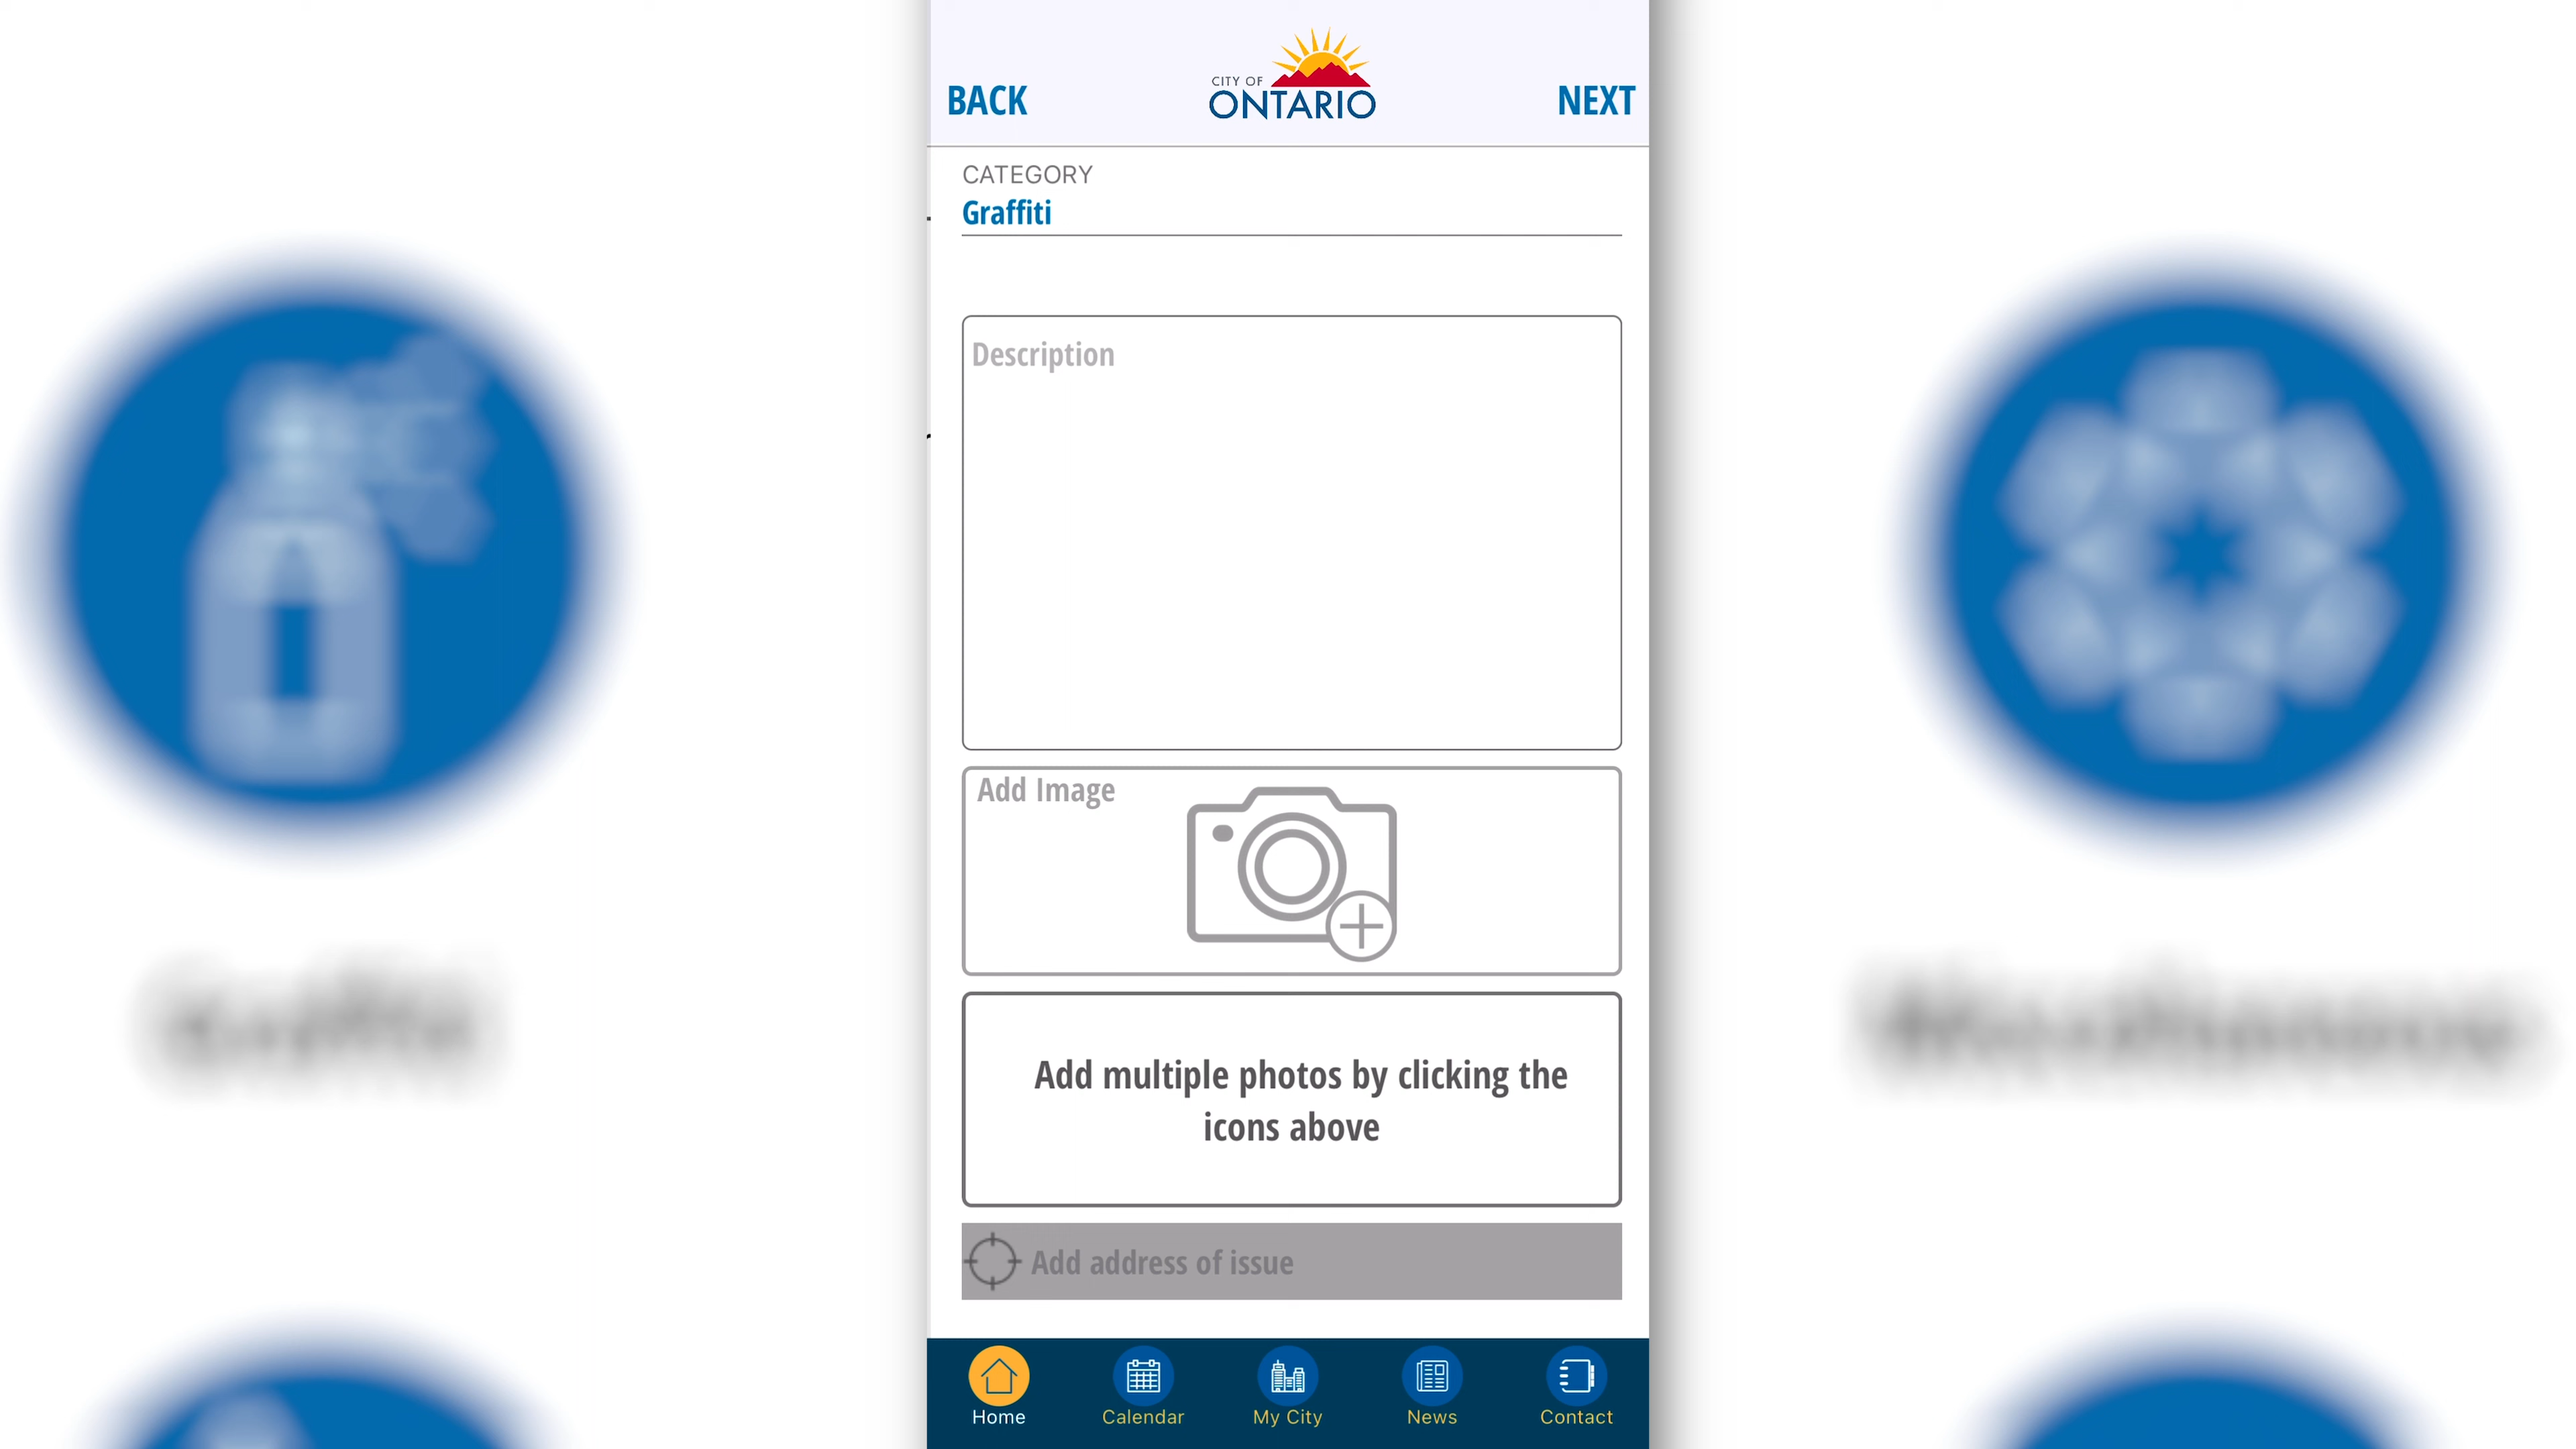 CITY OF
ONTARIO
BACK
NEXT
CATEGORY
Graffiti
Description
Add Image
Add multiple photos by clicking the
icons above
Add address of issue
Home
Calendar
My City
News
Contact